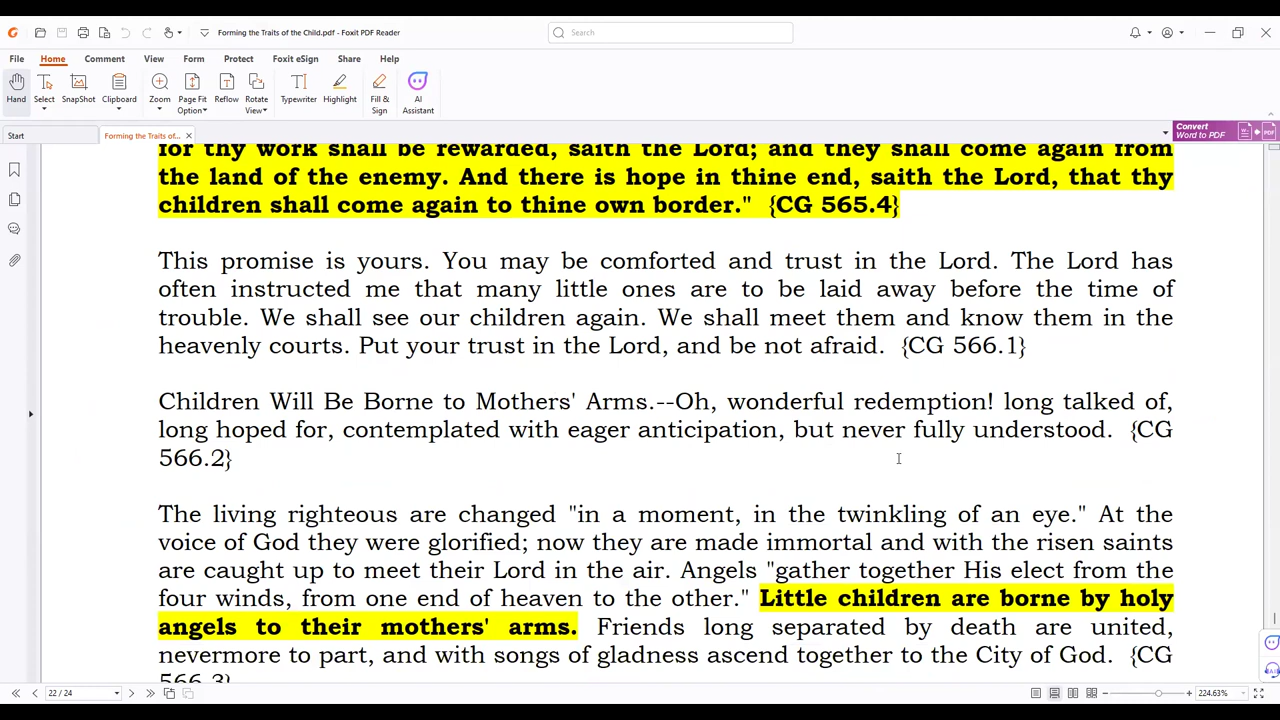 Forming the Traits of the Child.pdf - Foxit PDF Reader
Search
File Home Comment View Form Protect Foxit eSign Share Help
Hand Select SnapShot Clipboard Zoom Page Fit Option Reflow Rotate View Typewriter Highlight Fill & Sign AI Assistant
Start Forming the Traits of... Convert Word to PDF
for thy work shall be rewarded, saith the Lord; and they shall come again from
the land of the enemy. And there is hope in thine end, saith the Lord, that thy
children shall come again to thine own border." {CG 565.4}
This promise is yours. You may be comforted and trust in the Lord. The Lord has
often instructed me that many little ones are to be laid away before the time of
trouble. We shall see our children again. We shall meet them and know them in the
heavenly courts. Put your trust in the Lord, and be not afraid. {CG 566.1}
Children Will Be Borne to Mothers' Arms.--Oh, wonderful redemption! long talked of,
long hoped for, contemplated with eager anticipation, but never fully understood. {CG
566.2}
The living righteous are changed "in a moment, in the twinkling of an eye." At the
voice of God they were glorified; now they are made immortal and with the risen saints
are caught up to meet their Lord in the air. Angels "gather together His elect from the
four winds, from one end of heaven to the other." Little children are borne by holy
angels to their mothers' arms. Friends long separated by death are united,
nevermore to part, and with songs of gladness ascend together to the City of God. {CG
566.3}
22 / 24 224.63%